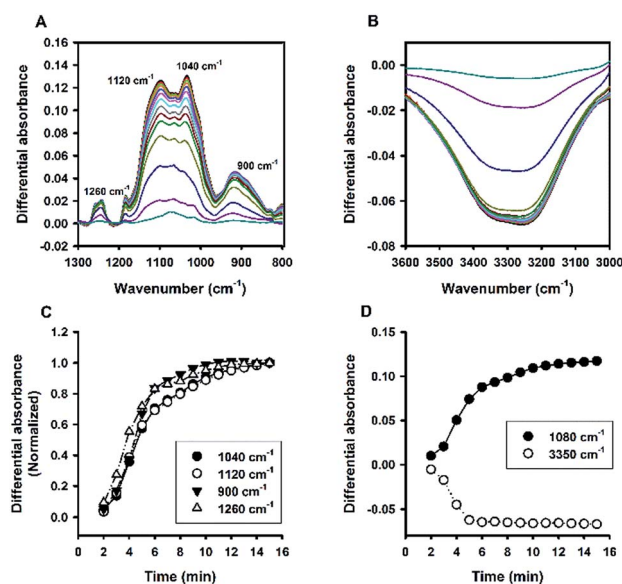 A
Differential absorbance
0.16
0.14
0.12
0.10
0.08
0.06
0.04
0.02
0.00
-0.02
1120 cm-1
1040 cm-1
900 cm-1
1260 cm-1
1300 1200 1100 1000 900 800
Wavenumber (cm-1)
B
Differential absorbance
0.00
-0.02
-0.04
-0.06
-0.08
3600 3500 3400 3300 3200 3100 3000
Wavenumber (cm-1)
C
Differential absorbance
(Normalized)
1.2
1.0
0.8
0.6
0.4
0.2
0.0
1040 cm-1
1120 cm-1
900 cm-1
1260 cm-1
0 2 4 6 8 10 12 14 16
Time (min)
D
Differential absorbance
0.15
0.10
0.05
0.00
-0.05
1080 cm-1
3350 cm-1
0 2 4 6 8 10 12 14 16
Time (min)